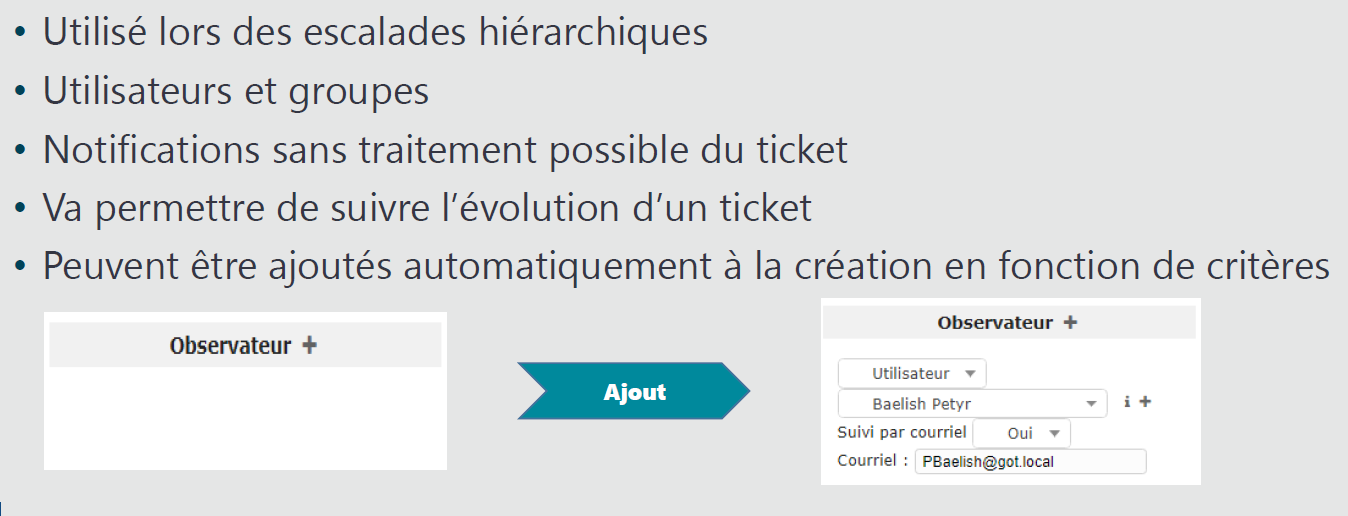 • Utilisé lors des escalades hiérarchiques
• Utilisateurs et groupes
• Notifications sans traitement possible du ticket
• Va permettre de suivre l’évolution d’un ticket
• Peuvent être ajoutés automatiquement à la création en fonction de critères
Observateur +
Ajout
Observateur +
Utilisateur
Baelish Petyr i +
Suivi par courriel Oui
Courriel : PBaelish@got.local